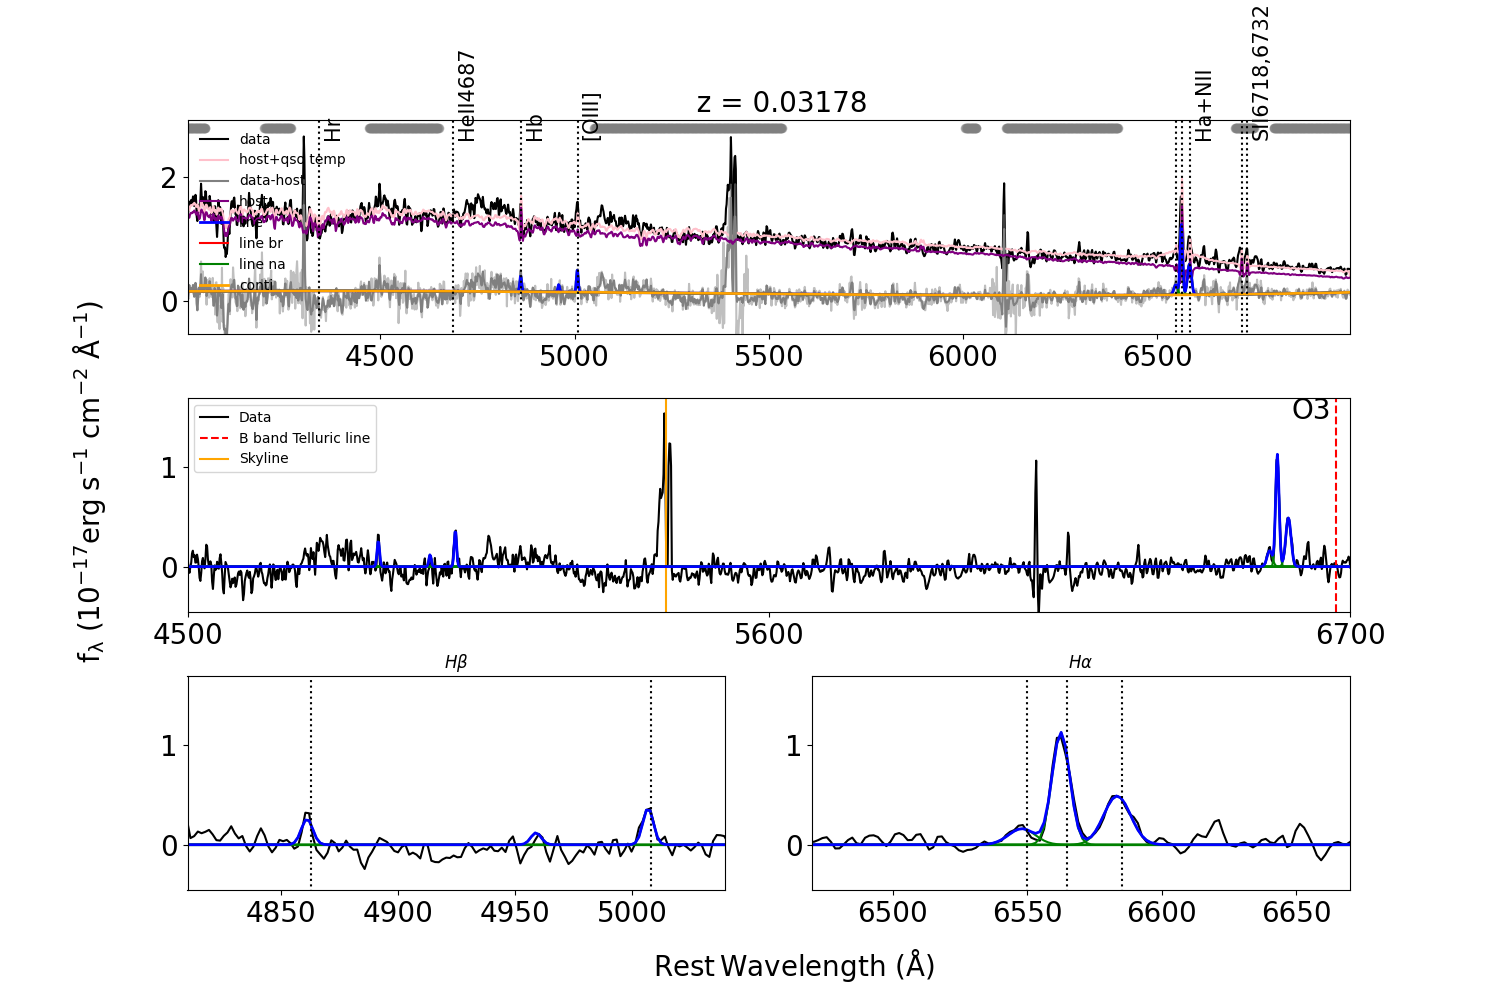 z = 0.03178
Hr
HeII4687
Hb
[OIII]
Ha+NII
SII6718,6732
data
host+qso temp
data-host
host
line
line br
line na
conti
2
0
4500 5000 5500 6000 6500
Data
B band Telluric line
Skyline
O3
1
0
4500 5600 6700
fλ (10⁻¹⁷erg s⁻¹ cm⁻² Å⁻¹)
Hβ
1
0
4850 4900 4950 5000
Hα
1
0
6500 6550 6600 6650
Rest Wavelength (Å)